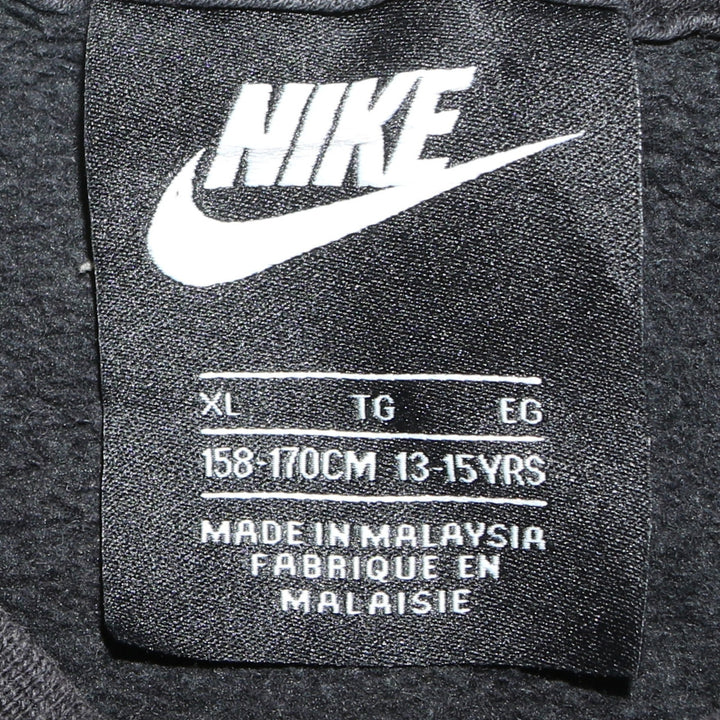 NIKE
XL TG EG
158-170CM 13-15YRS
MADE IN MALAYSIA
FABRIQUE EN
MALAISIE